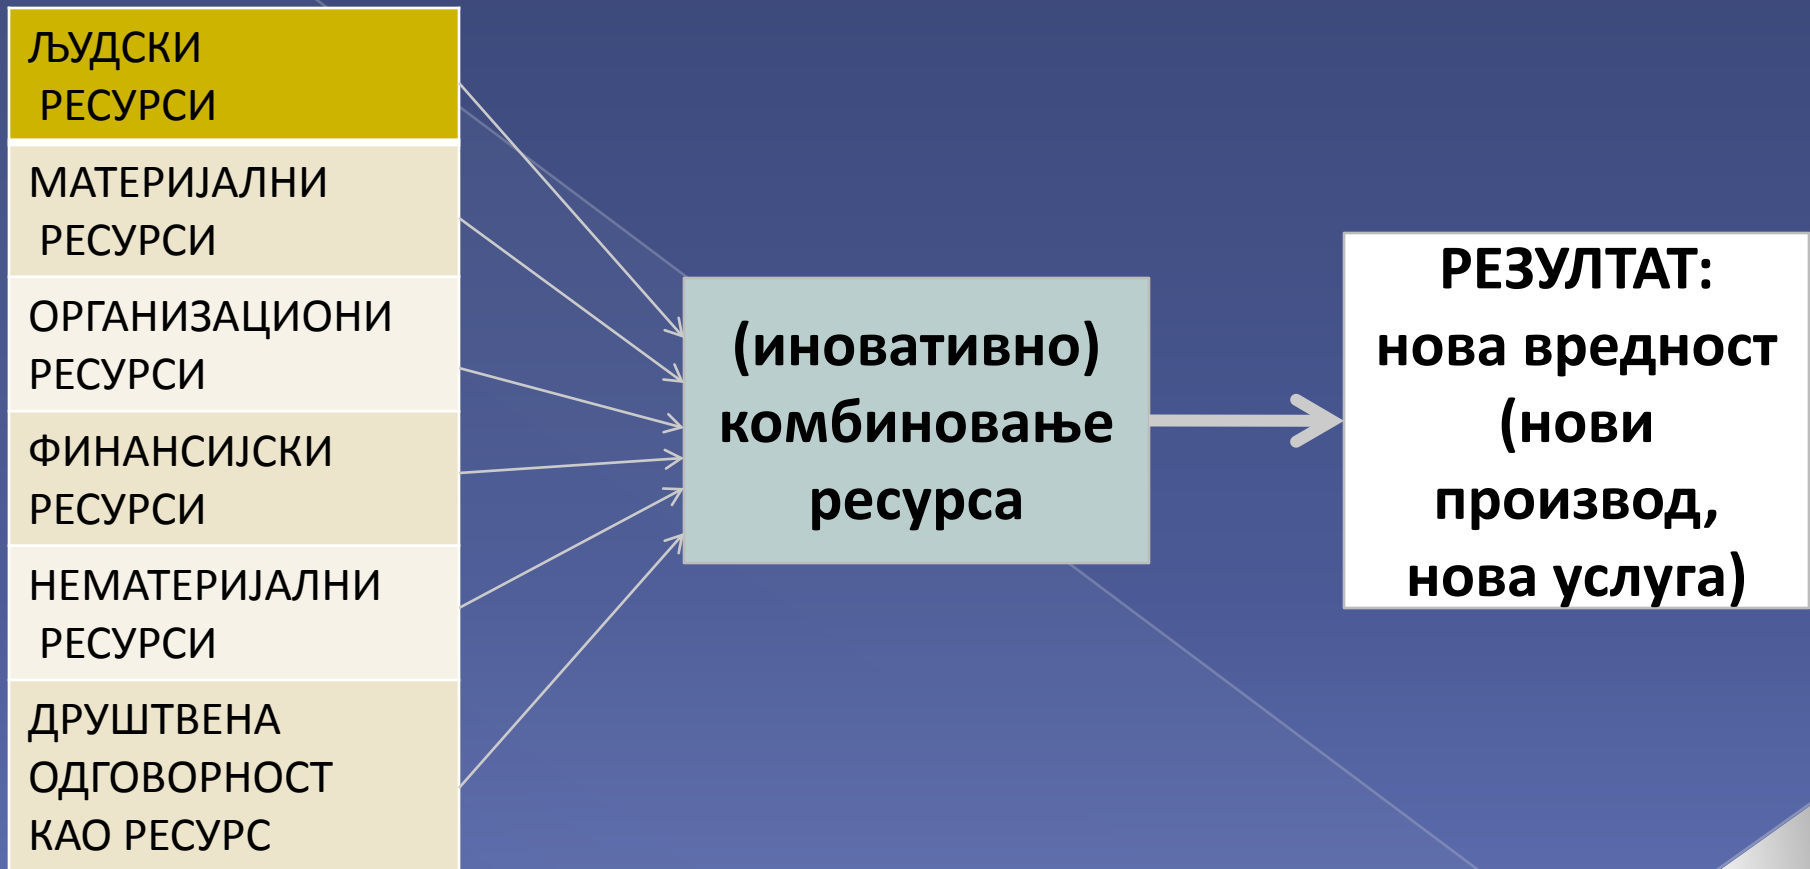 ЉУДСКИ
РЕСУРСИ
МАТЕРИЈАЛНИ
РЕСУРСИ
ОРГАНИЗАЦИОНИ
РЕСУРСИ
ФИНАНСИЈСКИ
РЕСУРСИ
НЕМАТЕРИЈАЛНИ
РЕСУРСИ
ДРУШТВЕНА
ОДГОВОРНОСТ
КАО РЕСУРС
(иновативно)
комбиновање
ресурса
РЕЗУЛТАТ:
нова вредност
(нови
производ,
нова услуга)